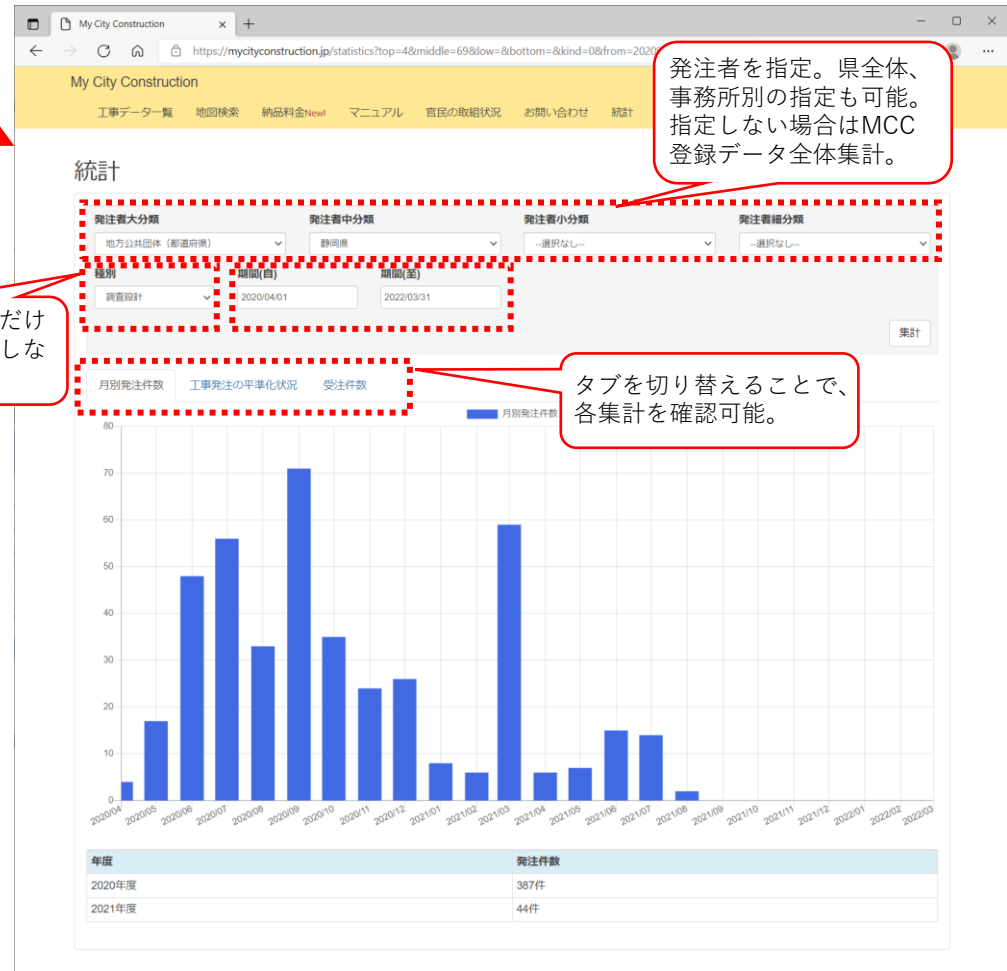 My City Construction
https://mycityconstruction.jp/statistics?top=4&middle=69&low=&bottom=&kind=0&from=2020
My City Construction
工事データ一覧 地図検索 納品料金New! マニュアル 官民の取組状況 お問い合わせ 統計
発注者を指定。県全体、
事務所別の指定も可能。
指定しない場合はMCC
登録データ全体集計。
統計
発注者大分類 発注者中分類 発注者小分類 発注者細分類
地方公共団体（都道府県） 静岡県 --選択なし-- --選択なし--
種別 期間(自) 期間(至)
調査設計 2020/04/01 2022/03/31
だけ
しな
集計
月別発注件数 工事発注の平準化状況 受注件数
タブを切り替えることで、
各集計を確認可能。
月別発注件数
80
70
60
50
40
30
20
10
0
2020/04 2020/05 2020/06 2020/07 2020/08 2020/09 2020/10 2020/11 2020/12 2021/01 2021/02 2021/03 2021/04 2021/05 2021/06 2021/07 2021/08 2021/09 2021/10 2021/11 2021/12 2022/01 2022/02 2022/03
年度 発注件数
2020年度 387件
2021年度 44件